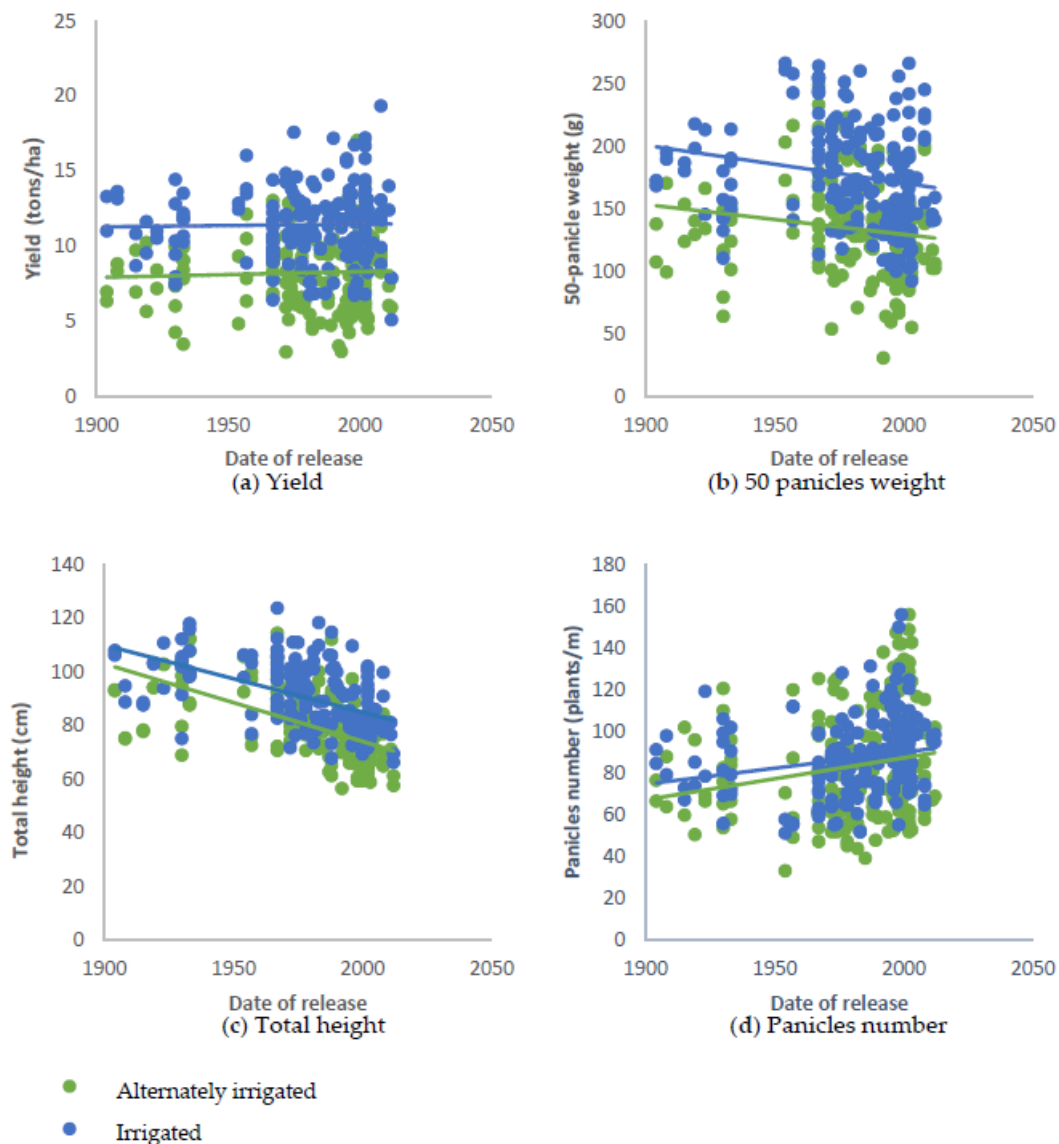 25
20
15
10
5
0
Yield (tons/ha)
1900 1950 2000 2050
Date of release
(a) Yield
300
250
200
150
100
50
0
50-panicle weight (g)
1900 1950 2000 2050
Date of release
(b) 50 panicles weight
140
120
100
80
60
40
20
0
Total height (cm)
1900 1950 2000 2050
Date of release
(c) Total height
180
160
140
120
100
80
60
40
20
0
Panicles number (plants/m)
1900 1950 2000 2050
Date of release
(d) Panicles number
Alternately irrigated
Irrigated